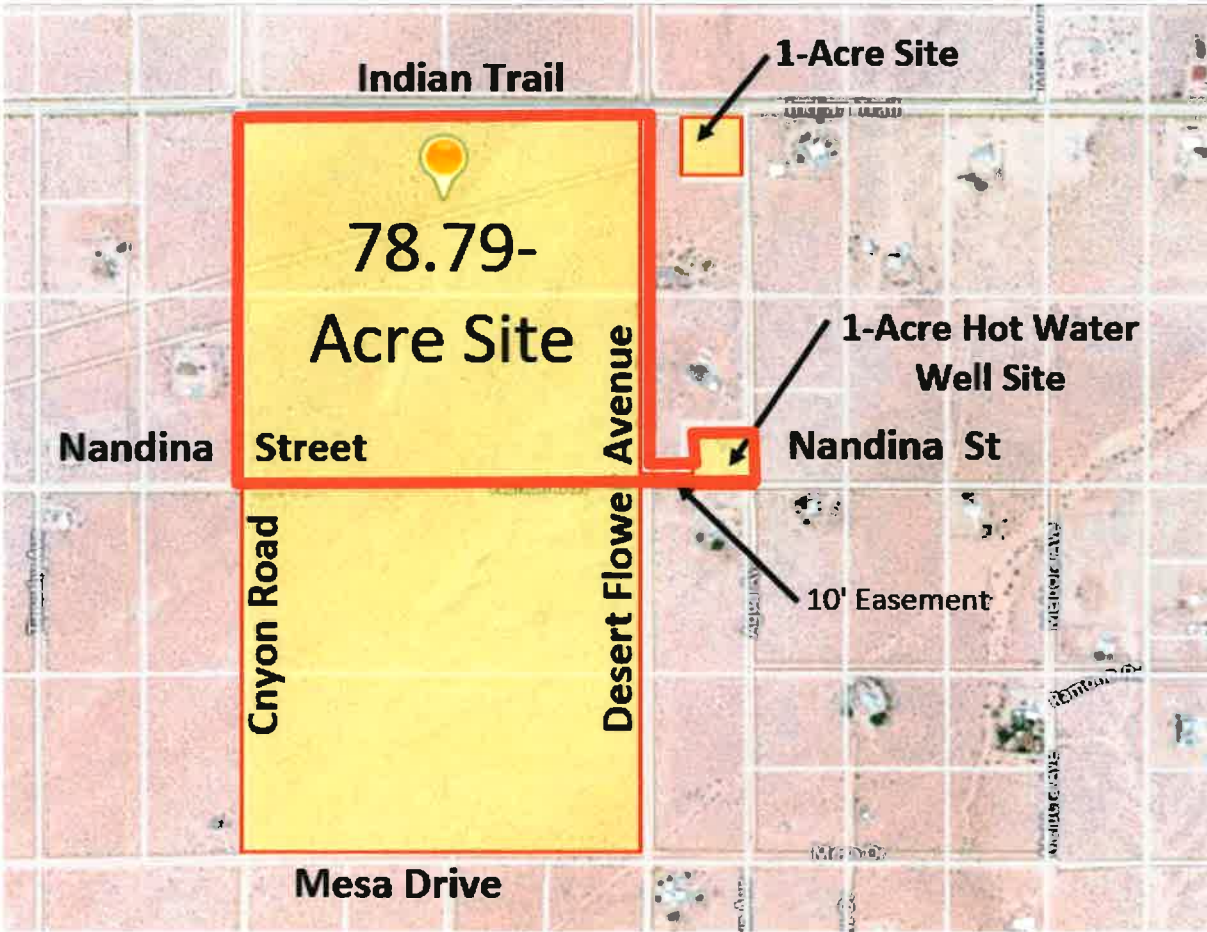 Indian Trail
1-Acre Site
78.79-
Acre Site
1-Acre Hot Water
Well Site
Nandina Street
Nandina St
Desert Flowe Avenue
Cnyon Road
10' Easement
Mesa Drive